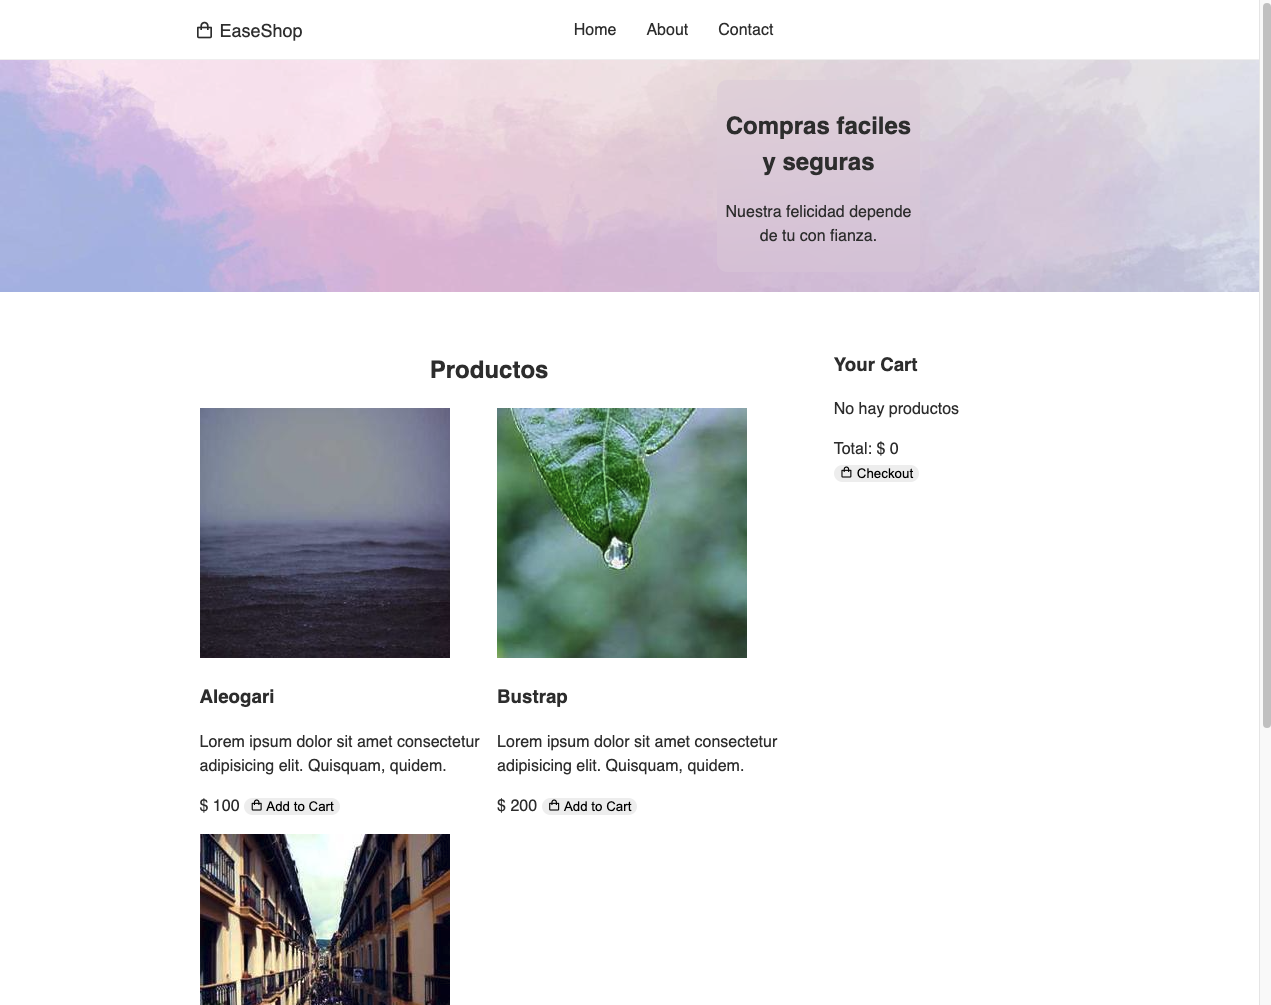 EaseShop
Home
About
Contact
Compras faciles
y seguras
Nuestra felicidad depende
de tu con fianza.
Productos
Aleogari
Lorem ipsum dolor sit amet consectetur
adipisicing elit. Quisquam, quidem.
$ 100 Add to Cart
Bustrap
Lorem ipsum dolor sit amet consectetur
adipisicing elit. Quisquam, quidem.
$ 200 Add to Cart
Your Cart
No hay productos
Total: $ 0
Checkout